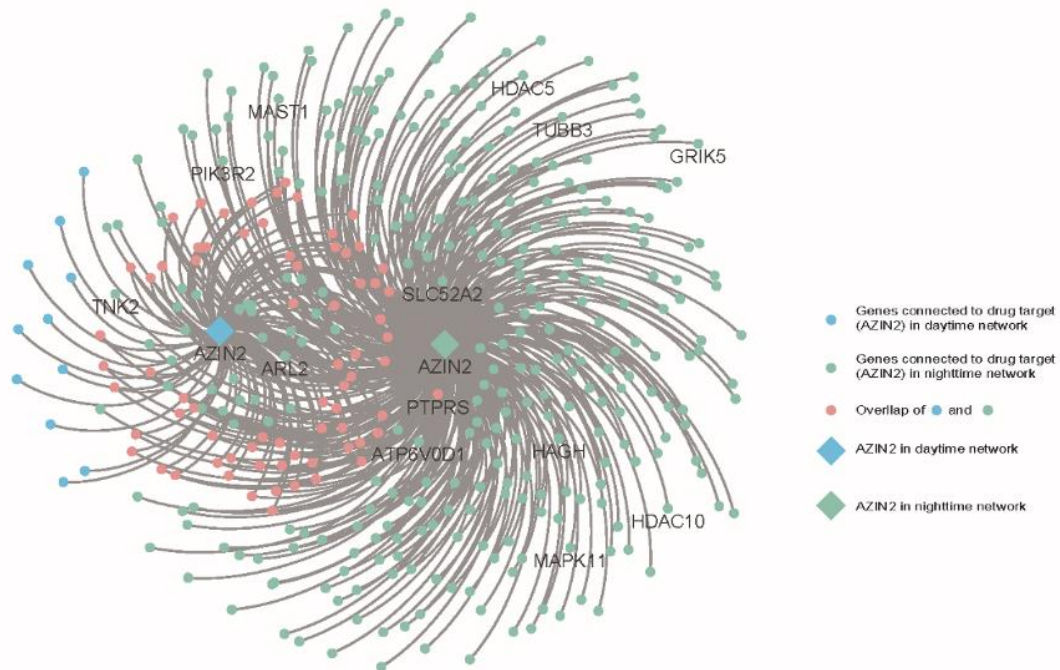 HDAC5
MAST1
TUBB3
GRIK5
PIK3R2
SLC52A2
TNK2
AZIN2
ARL2
AZIN2
PTPRS
ATP6V0D1
HAGH
HDAC10
MAPK11
Genes connected to drug target
(AZIN2) in daytime network
Genes connected to drug target
(AZIN2) in nighttime network
Overllap of and
AZIN2 in daytime network
AZIN2 in nighttime network